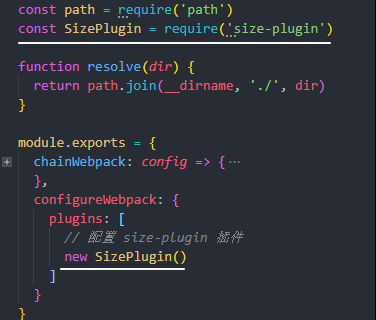 const path = require('path')
const SizePlugin = require('size-plugin')
function resolve(dir) {
return path.join(__dirname, './', dir)
}
module.exports = {
chainWebpack: config => {…
},
configureWebpack: {
plugins: [
// 配置 size-plugin 插件
new SizePlugin()
]
}
}